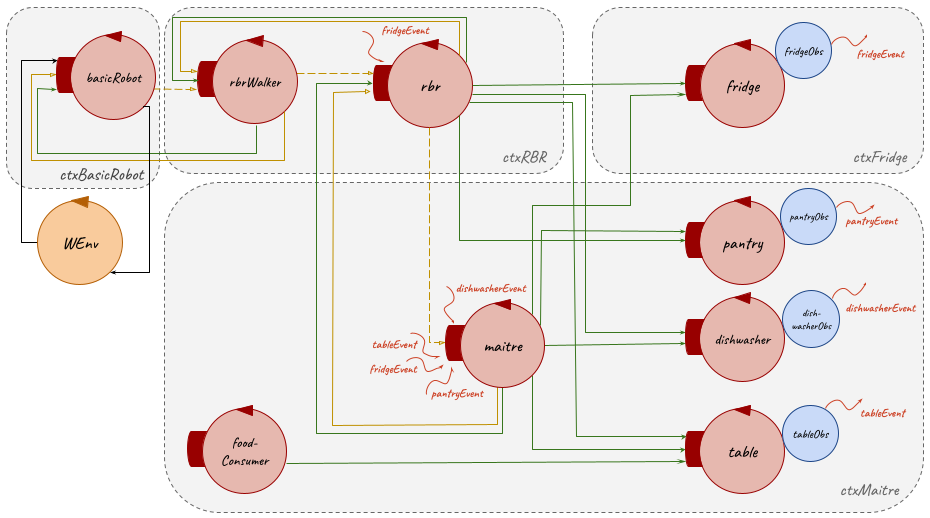 fridgeEvent
basicRobot
rbrWalker
rbr
fridgeObs
fridgeEvent
fridge
ctxBasicRobot
ctxRBR
ctxFridge
WEnv
pantryObs
pantryEvent
pantry
dishwasherEvent
tableEvent
fridgeEvent
pantryEvent
maitre
dish-
washerObs
dishwasherEvent
dishwasher
food-
Consumer
tableObs
tableEvent
table
ctxMaitre